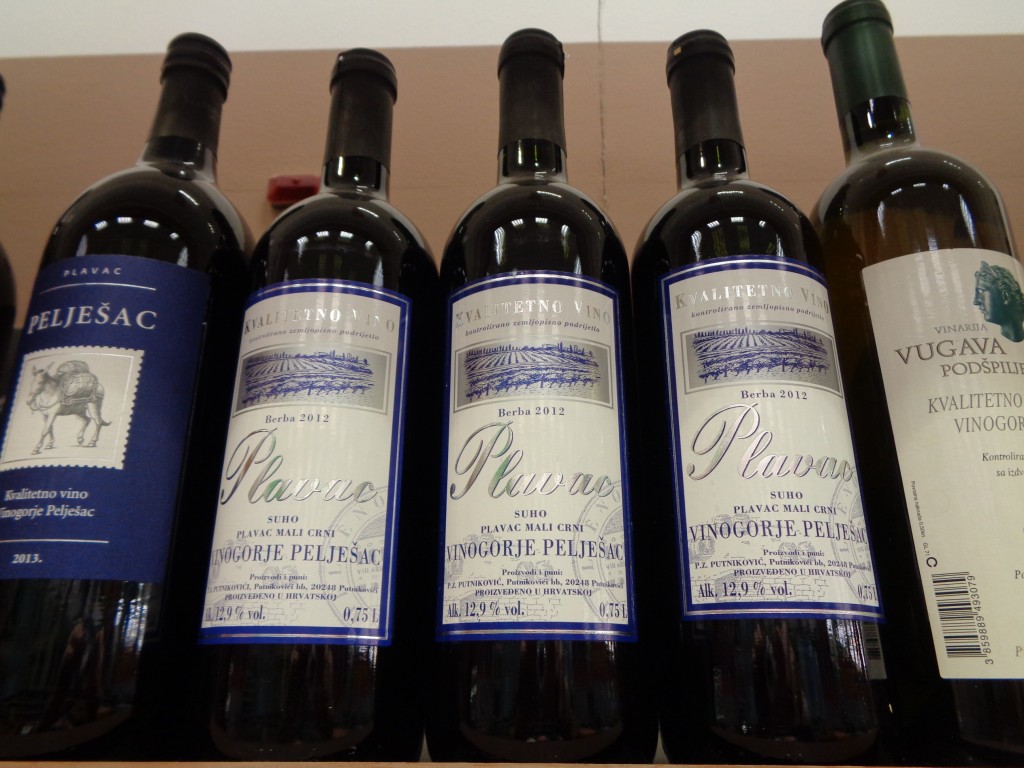 PLAVAC
PELJEŠAC
Kvalitetno vino
Vinogorje Pelješac
2013.
KVALITETNO VINO
kontrolirano zemljopisno podrijetlo
Berba 2012
Plavac
SUHO
PLAVAC MALI CRNI
VINOGORJE PELJEŠAC
Proizvodi i puni:
P.Z. PUTNIKOVIĆ, Putnikovići bb, 20248
PROIZVEDENO U HRVATSKOJ
Alk. 12,9 % vol. 0,75 L
KVALITETNO VINO
kontrolirano zemljopisno podrijetlo
Berba 2012
Plavac
SUHO
PLAVAC MALI CRNI
VINOGORJE PELJEŠAC
Proizvodi i puni:
P.Z. PUTNIKOVIĆ, Putnikovići bb, 20248 Putnikovići
PROIZVEDENO U HRVATSKOJ
Alk. 12,9 % vol. 0,75 L
KVALITETNO VINO
kontrolirano zemljopisno podrijetlo
Berba 2012
Plavac
SUHO
PLAVAC MALI CRNI
VINOGORJE PELJEŠAC
Proizvodi i puni:
P.Z. PUTNIKOVIĆ, Putnikovići bb, 20248
PROIZVEDENO U HRVATSKOJ
Alk. 12,9 % vol. 0,75 L
VINARIJA
VUGAVA
PODŠPILJE
KVALITETNO
VINOGOR
Kontrolira
sa izdv
3859889493079